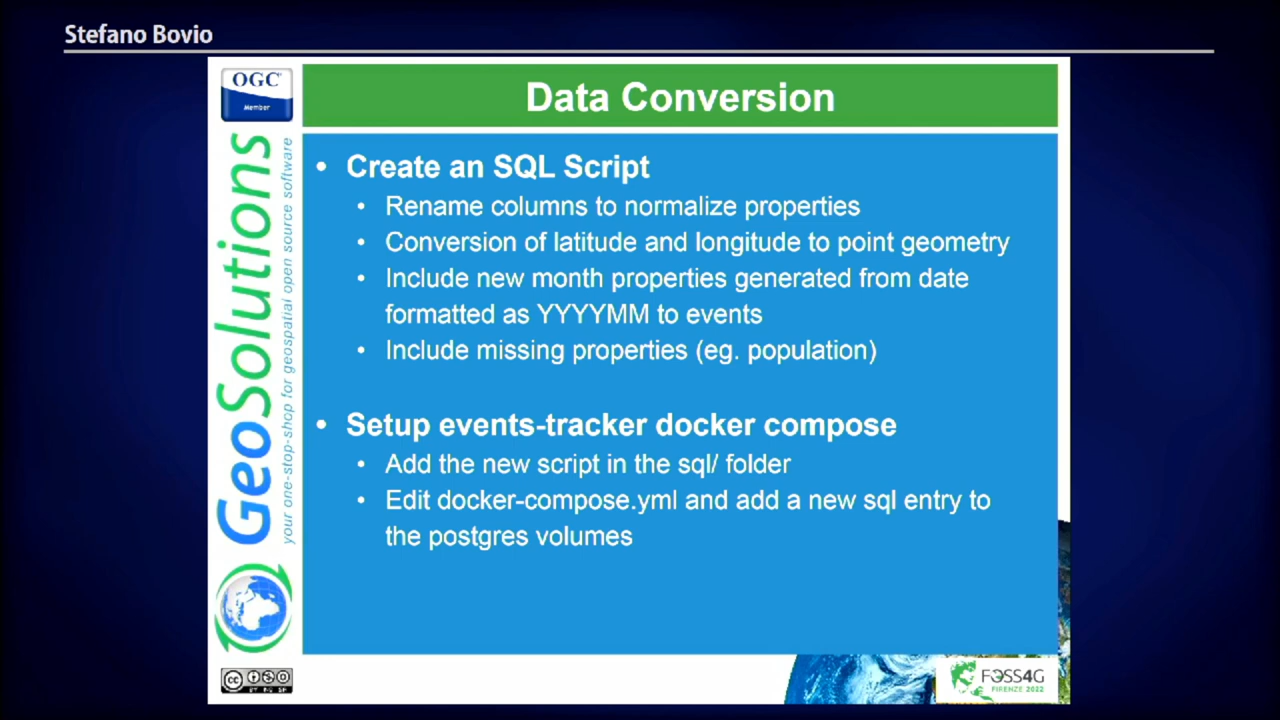 Stefano Bovio
OGC
Member
GeoSolutions
your one-stop-shop for geospatial open source software
Data Conversion
• Create an SQL Script
• Rename columns to normalize properties
• Conversion of latitude and longitude to point geometry
• Include new month properties generated from date
formatted as YYYYMM to events
• Include missing properties (eg. population)
• Setup events-tracker docker compose
• Add the new script in the sql/ folder
• Edit docker-compose.yml and add a new sql entry to
the postgres volumes
cc
BY NC SA
FOSS4G
FIRENZE 2022